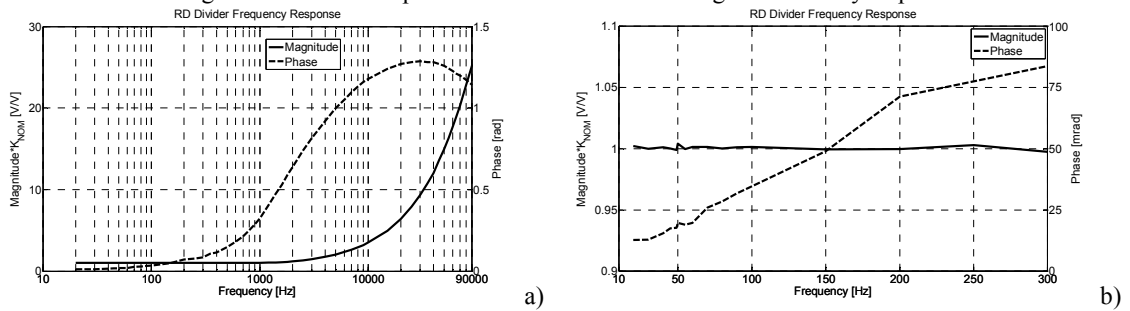 RD Divider Frequency Response
30
20
10
0
Magnitude*K_NOM [V/V]
Magnitude
Phase
1.5
1
0.5
0
Phase [rad]
10 100 1000 10000 90000
Frequency [Hz]
a)
RD Divider Frequency Response
1.1
1.05
1
0.95
0.9
Magnitude*K_NOM [V/V]
Magnitude
Phase
100
75
50
25
0
Phase [mrad]
10 50 100 150 200 250 300
Frequency [Hz]
b)